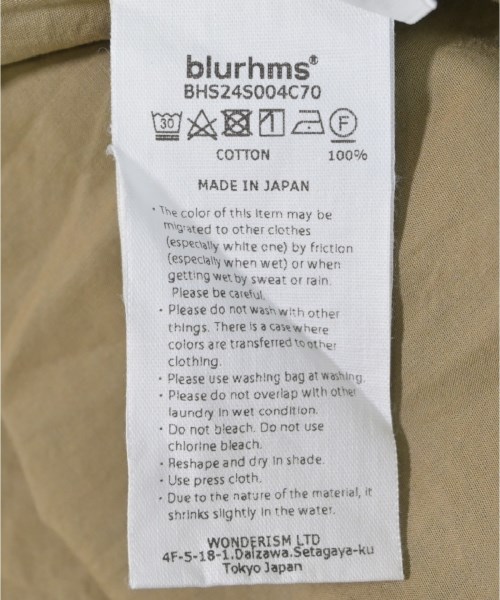 blurhms®
BHS24S004C70
30 F
COTTON 100%
MADE IN JAPAN
・The color of this item may be
migrated to other clothes
(especially white one) by friction
(especially when wet) or when
getting wet by sweat or rain.
Please be careful.
・Please do not wash with other
things. There is a case where
colors are transferred to other
clothing.
・Please use washing bag at washing.
・Please do not overlap with other
laundry in wet condition.
・Do not bleach. Do not use
chlorine bleach.
・Reshape and dry in shade.
・Use press cloth.
・Due to the nature of the material, it
shrinks slightly in the water.
WONDERISM LTD
4F-5-18-1.Daizawa.Setagaya-ku
Tokyo Japan